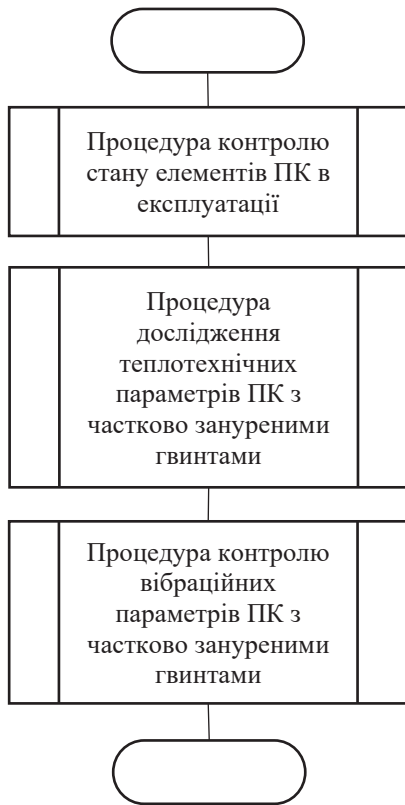 Процедура контролю
стану елементів ПК в
експлуатації
Процедура
дослідження
теплотехнічних
параметрів ПК з
частково зануреними
гвинтами
Процедура контролю
вібраційних
параметрів ПК з
частково зануреними
гвинтами